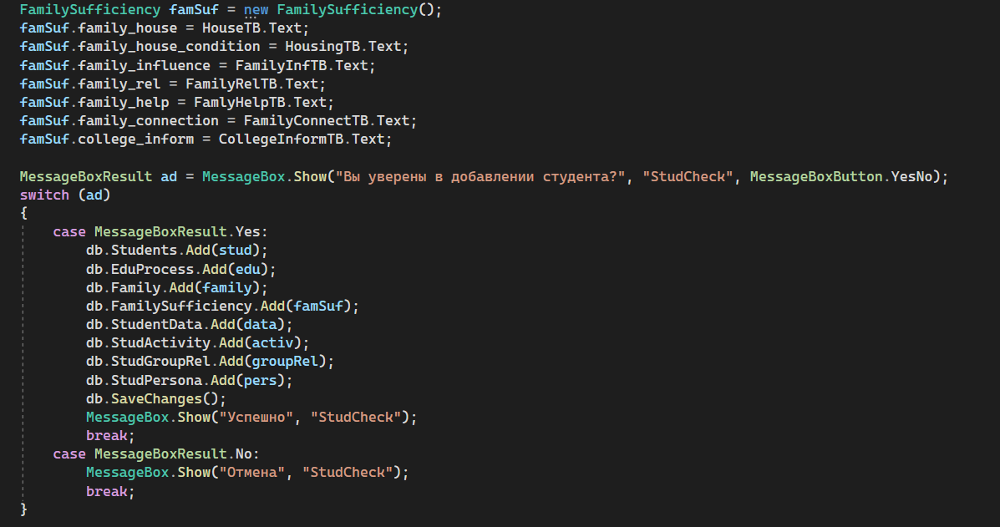 FamilySufficiency famSuf = new FamilySufficiency();
famSuf.family_house = HouseTB.Text;
famSuf.family_house_condition = HousingTB.Text;
famSuf.family_influence = FamilyInfTB.Text;
famSuf.family_rel = FamilyRelTB.Text;
famSuf.family_help = FamlyHelpTB.Text;
famSuf.family_connection = FamilyConnectTB.Text;
famSuf.college_inform = CollegeInformTB.Text;
MessageBoxResult ad = MessageBox.Show("Вы уверены в добавлении студента?", "StudCheck", MessageBoxButton.YesNo);
switch (ad)
{
case MessageBoxResult.Yes:
db.Students.Add(stud);
db.EduProcess.Add(edu);
db.Family.Add(family);
db.FamilySufficiency.Add(famSuf);
db.StudentData.Add(data);
db.StudActivity.Add(activ);
db.StudGroupRel.Add(groupRel);
db.StudPersona.Add(pers);
db.SaveChanges();
MessageBox.Show("Успешно", "StudCheck");
break;
case MessageBoxResult.No:
MessageBox.Show("Отмена", "StudCheck");
break;
}